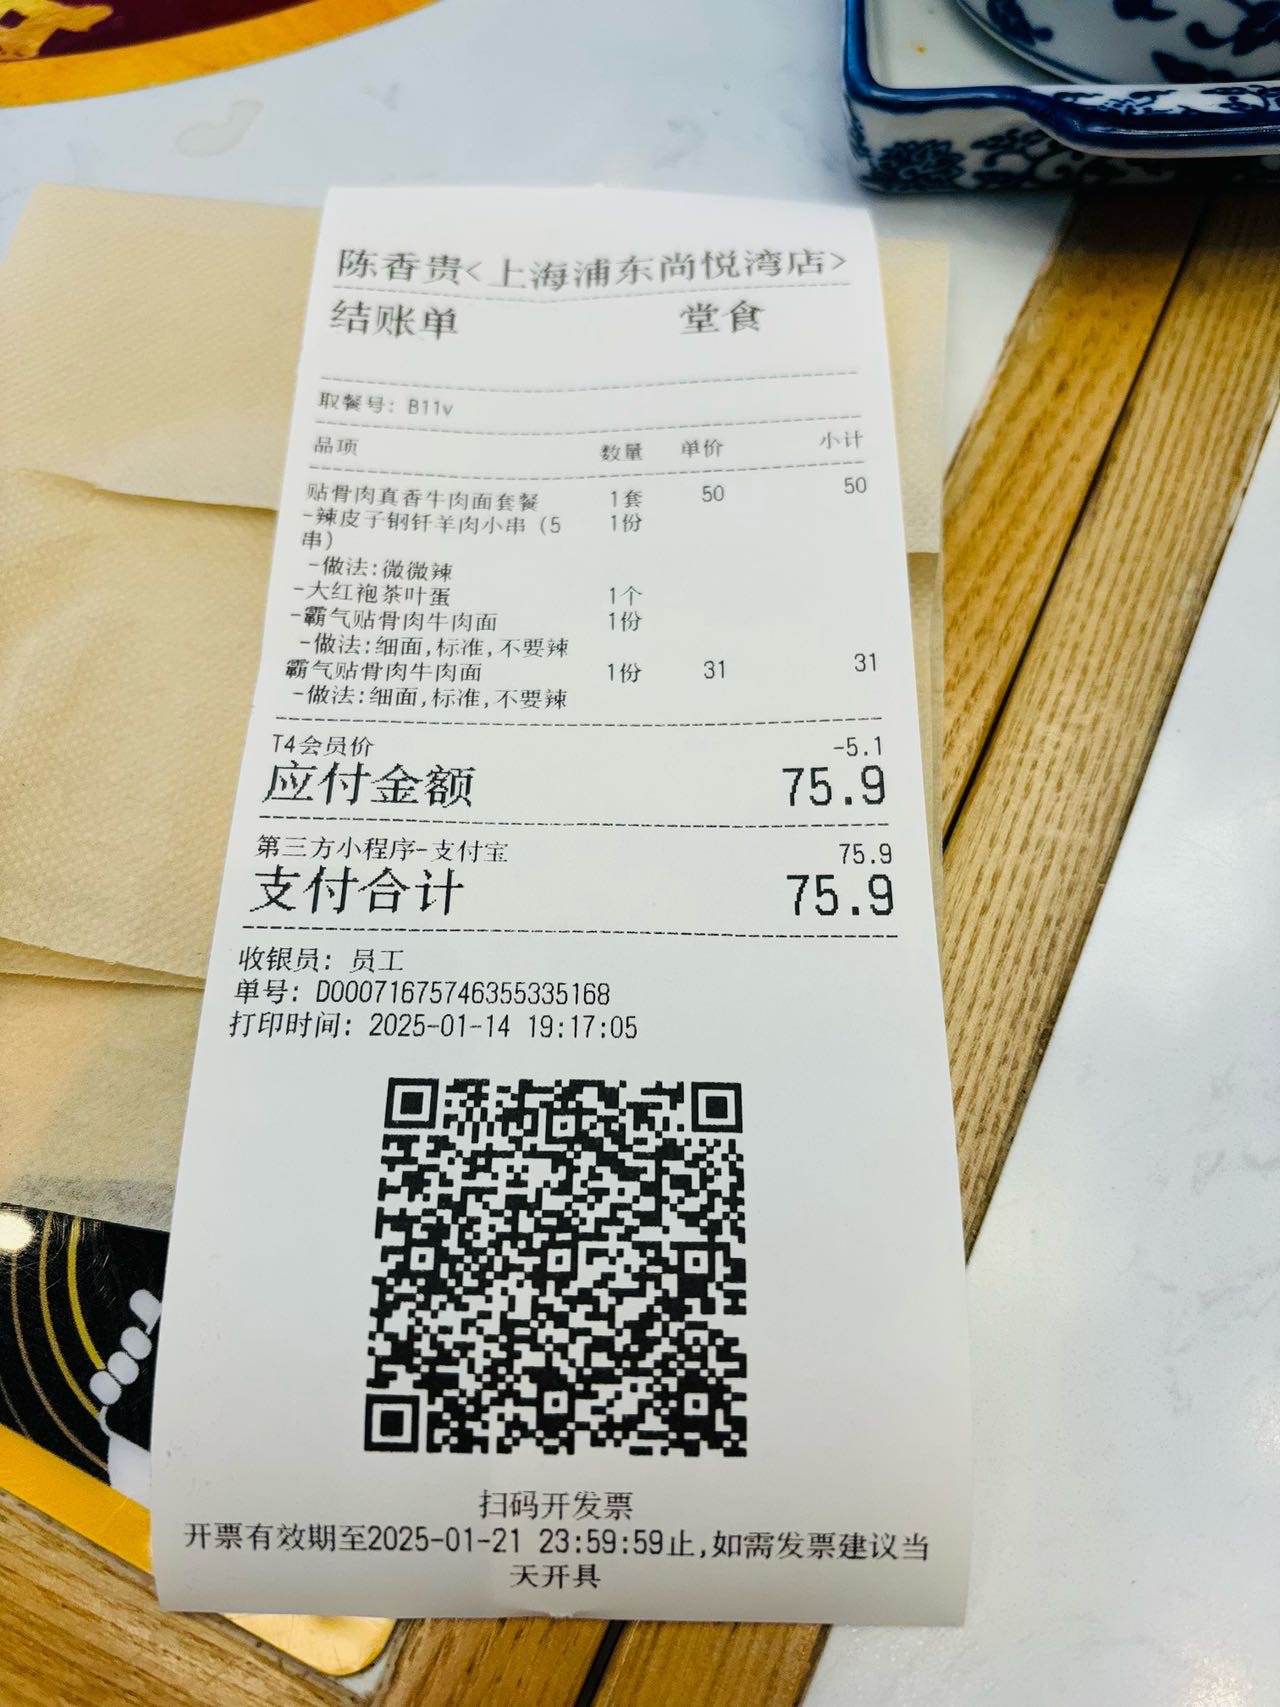 陈香贵<上海浦东尚悦湾店>
结账单 堂食
取餐号: B11v
品项 数量 单价 小计
贴骨肉真香牛肉面套餐 1套 50 50
-辣皮子钢钎羊肉小串 (5 1份
串)
-做法:微微辣
-大红袍茶叶蛋 1个
-霸气贴骨肉牛肉面 1份
-做法:细面,标准,不要辣
霸气贴骨肉牛肉面 1份 31 31
-做法:细面,标准,不要辣
T4会员价 -5.1
应付金额 75.9
第三方小程序-支付宝 75.9
支付合计 75.9
收银员: 员工
单号: D000716757463553355168
打印时间: 2025-01-14 19:17:05
扫码开发票
开票有效期至2025-01-21 23:59:59止,如需发票建议当
天开具